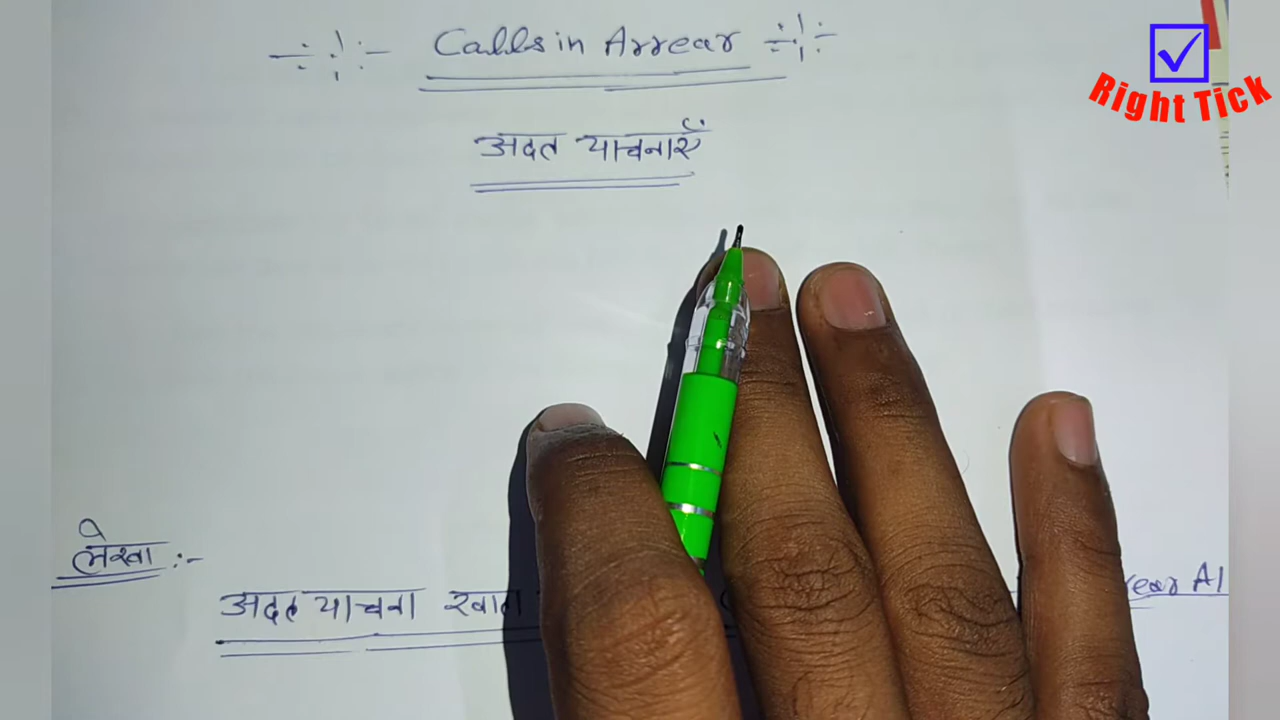 Calls in Arrear
अदत्त याचनाएँ
लेखा :-
अदत्त याचना
Right Tick